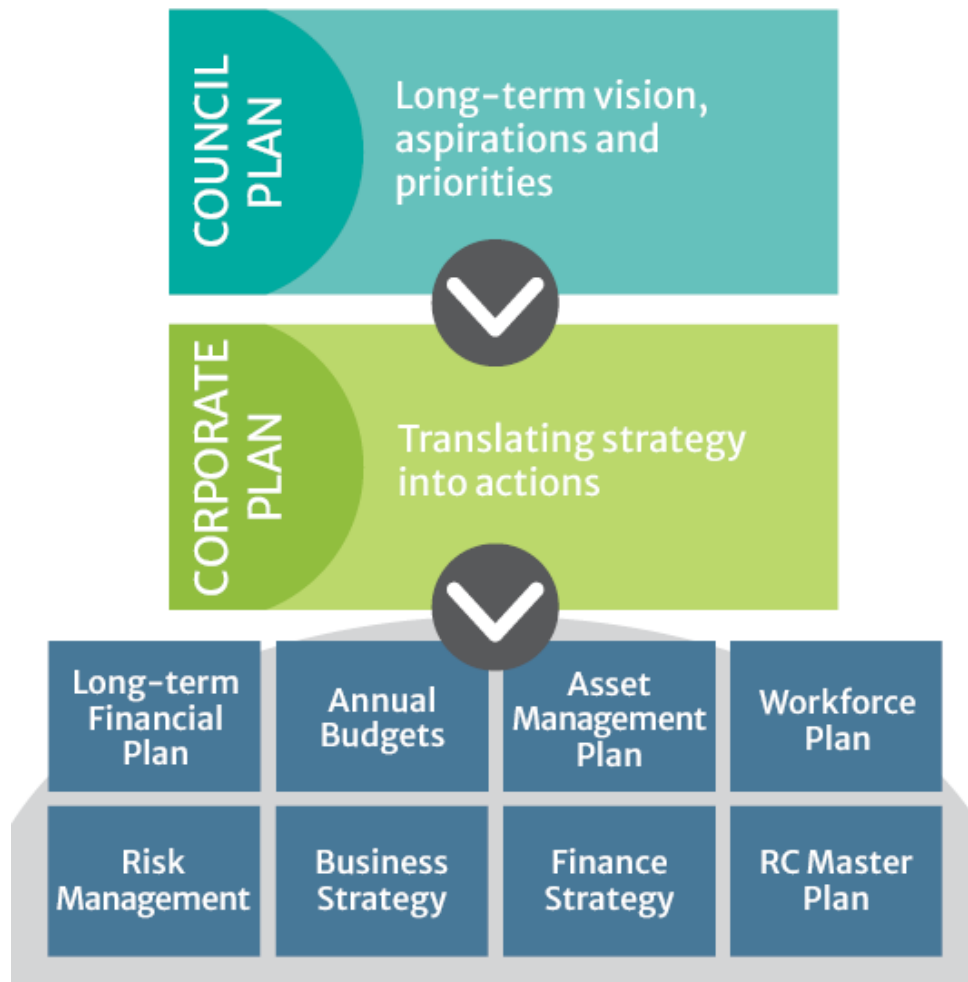 COUNCIL
PLAN
Long-term vision,
aspirations and
priorities
CORPORATE
PLAN
Translating strategy
into actions
Long-term
Financial
Plan
Annual
Budgets
Asset
Management
Plan
Workforce
Plan
Risk
Management
Business
Strategy
Finance
Strategy
RC Master
Plan